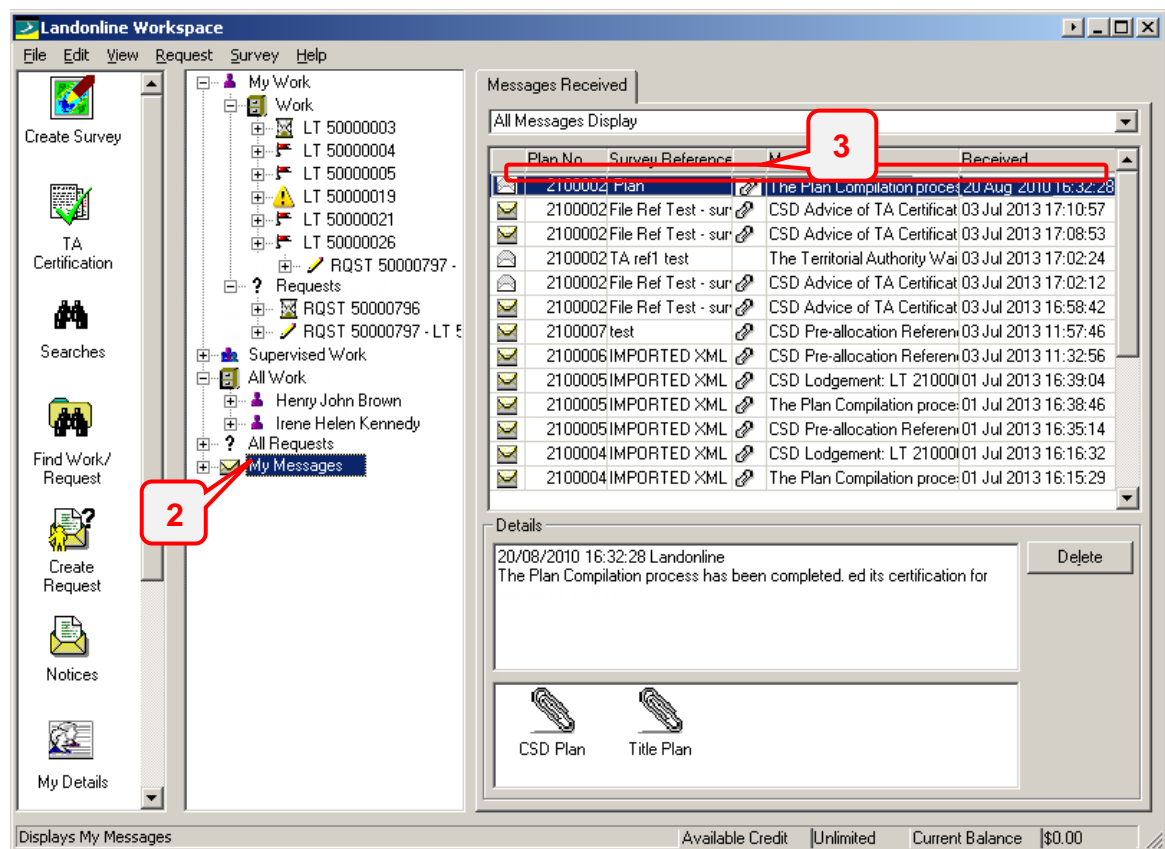 Landonline Workspace
File Edit View Request Survey Help
Create Survey
TA
Certification
Searches
Find Work/
Request
Create
Request
Notices
My Details
My Work
Work
LT 50000003
LT 50000004
LT 50000005
LT 50000019
LT 50000021
LT 50000026
RQST 50000797 -
? Requests
RQST 50000796
RQST 50000797 - LT 5
Supervised Work
All Work
Henry John Brown
Irene Helen Kennedy
? All Requests
My Messages
2
Messages Received
All Messages Display
3
Plan No Survey Reference Received
2100002 Plan The Plan Compilation proces 20 Aug 2010 16:32:28
2100002 File Ref Test - sur CSD Advice of TA Certificat 03 Jul 2013 17:10:57
2100002 File Ref Test - sur CSD Advice of TA Certificat 03 Jul 2013 17:08:53
2100002 TA ref1 test The Territorial Authority Wai 03 Jul 2013 17:02:24
2100002 File Ref Test - sur CSD Advice of TA Certificat 03 Jul 2013 17:02:12
2100002 File Ref Test - sur CSD Advice of TA Certificat 03 Jul 2013 16:58:42
2100007 test CSD Pre-allocation Referen 03 Jul 2013 11:57:46
2100006 IMPORTED XML CSD Pre-allocation Referen 03 Jul 2013 11:32:56
2100005 IMPORTED XML CSD Lodgement: LT 21000 01 Jul 2013 16:39:04
2100005 IMPORTED XML The Plan Compilation proce 01 Jul 2013 16:38:46
2100005 IMPORTED XML CSD Pre-allocation Referen 01 Jul 2013 16:35:14
2100004 IMPORTED XML CSD Lodgement: LT 21000 01 Jul 2013 16:16:32
2100004 IMPORTED XML The Plan Compilation proce 01 Jul 2013 16:15:29
Details
20/08/2010 16:32:28 Landonline
The Plan Compilation process has been completed. ed its certification for
Delete
CSD Plan Title Plan
Displays My Messages Available Credit Unlimited Current Balance $0.00